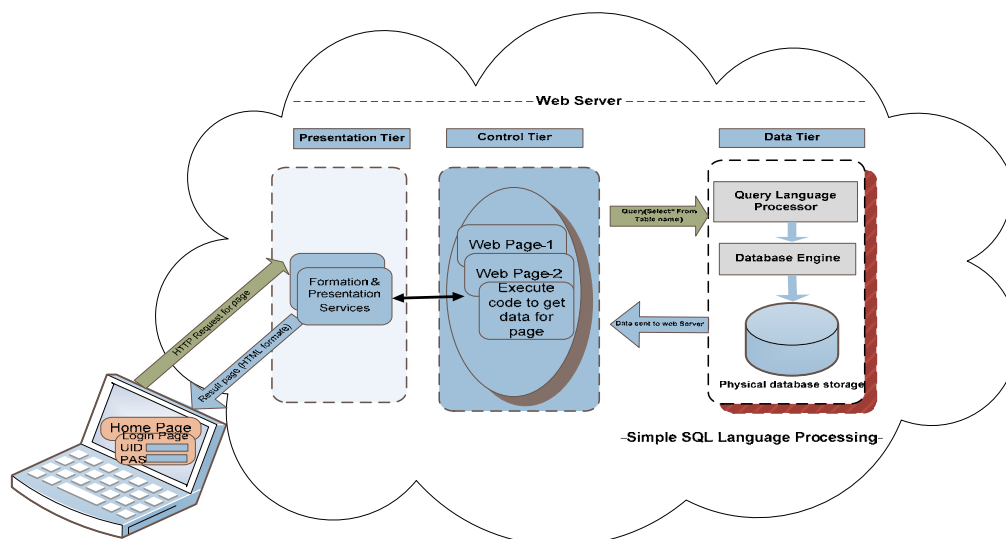 Web Server
Presentation Tier
Control Tier
Data Tier
Query Language
Processor
Database Engine
Physical database storage
Query(Select* From
Table name)
Data sent to web Server
Web Page-1
Web Page-2
Execute
code to get
data for
page
Formation &
Presentation
Services
HTTP Request for page
Result page (HTML formate)
Home Page
Login Page
UID
PAS
Simple SQL Language Processing